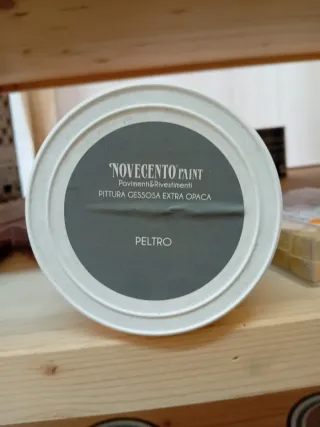 NOVECENTO PAINT
Pavimenti&Rivestimenti
PITTURA GESSOSA EXTRA OPACA
PELTRO